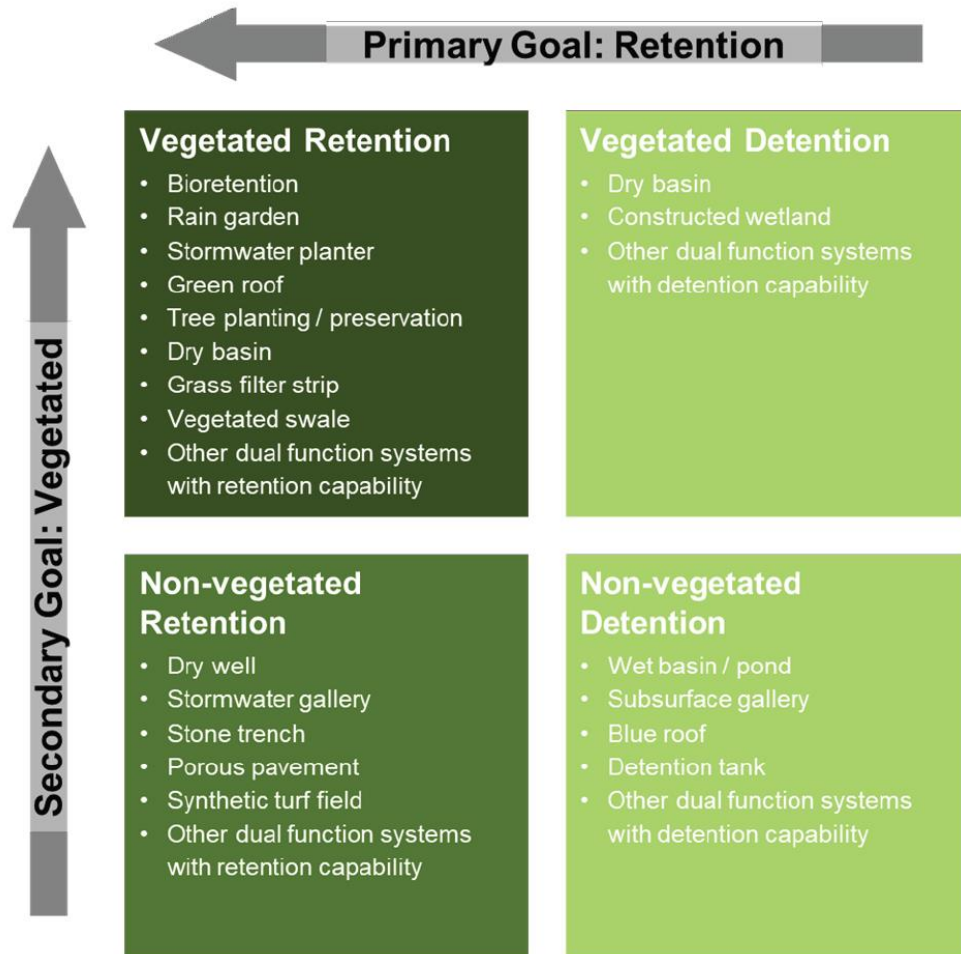 Primary Goal: Retention
Secondary Goal: Vegetated
Vegetated Retention
• Bioretention
• Rain garden
• Stormwater planter
• Green roof
• Tree planting / preservation
• Dry basin
• Grass filter strip
• Vegetated swale
• Other dual function systems
with retention capability
Vegetated Detention
• Dry basin
• Constructed wetland
• Other dual function systems
with detention capability
Non-vegetated
Retention
• Dry well
• Stormwater gallery
• Stone trench
• Porous pavement
• Synthetic turf field
• Other dual function systems
with retention capability
Non-vegetated
Detention
• Wet basin / pond
• Subsurface gallery
• Blue roof
• Detention tank
• Other dual function systems
with detention capability